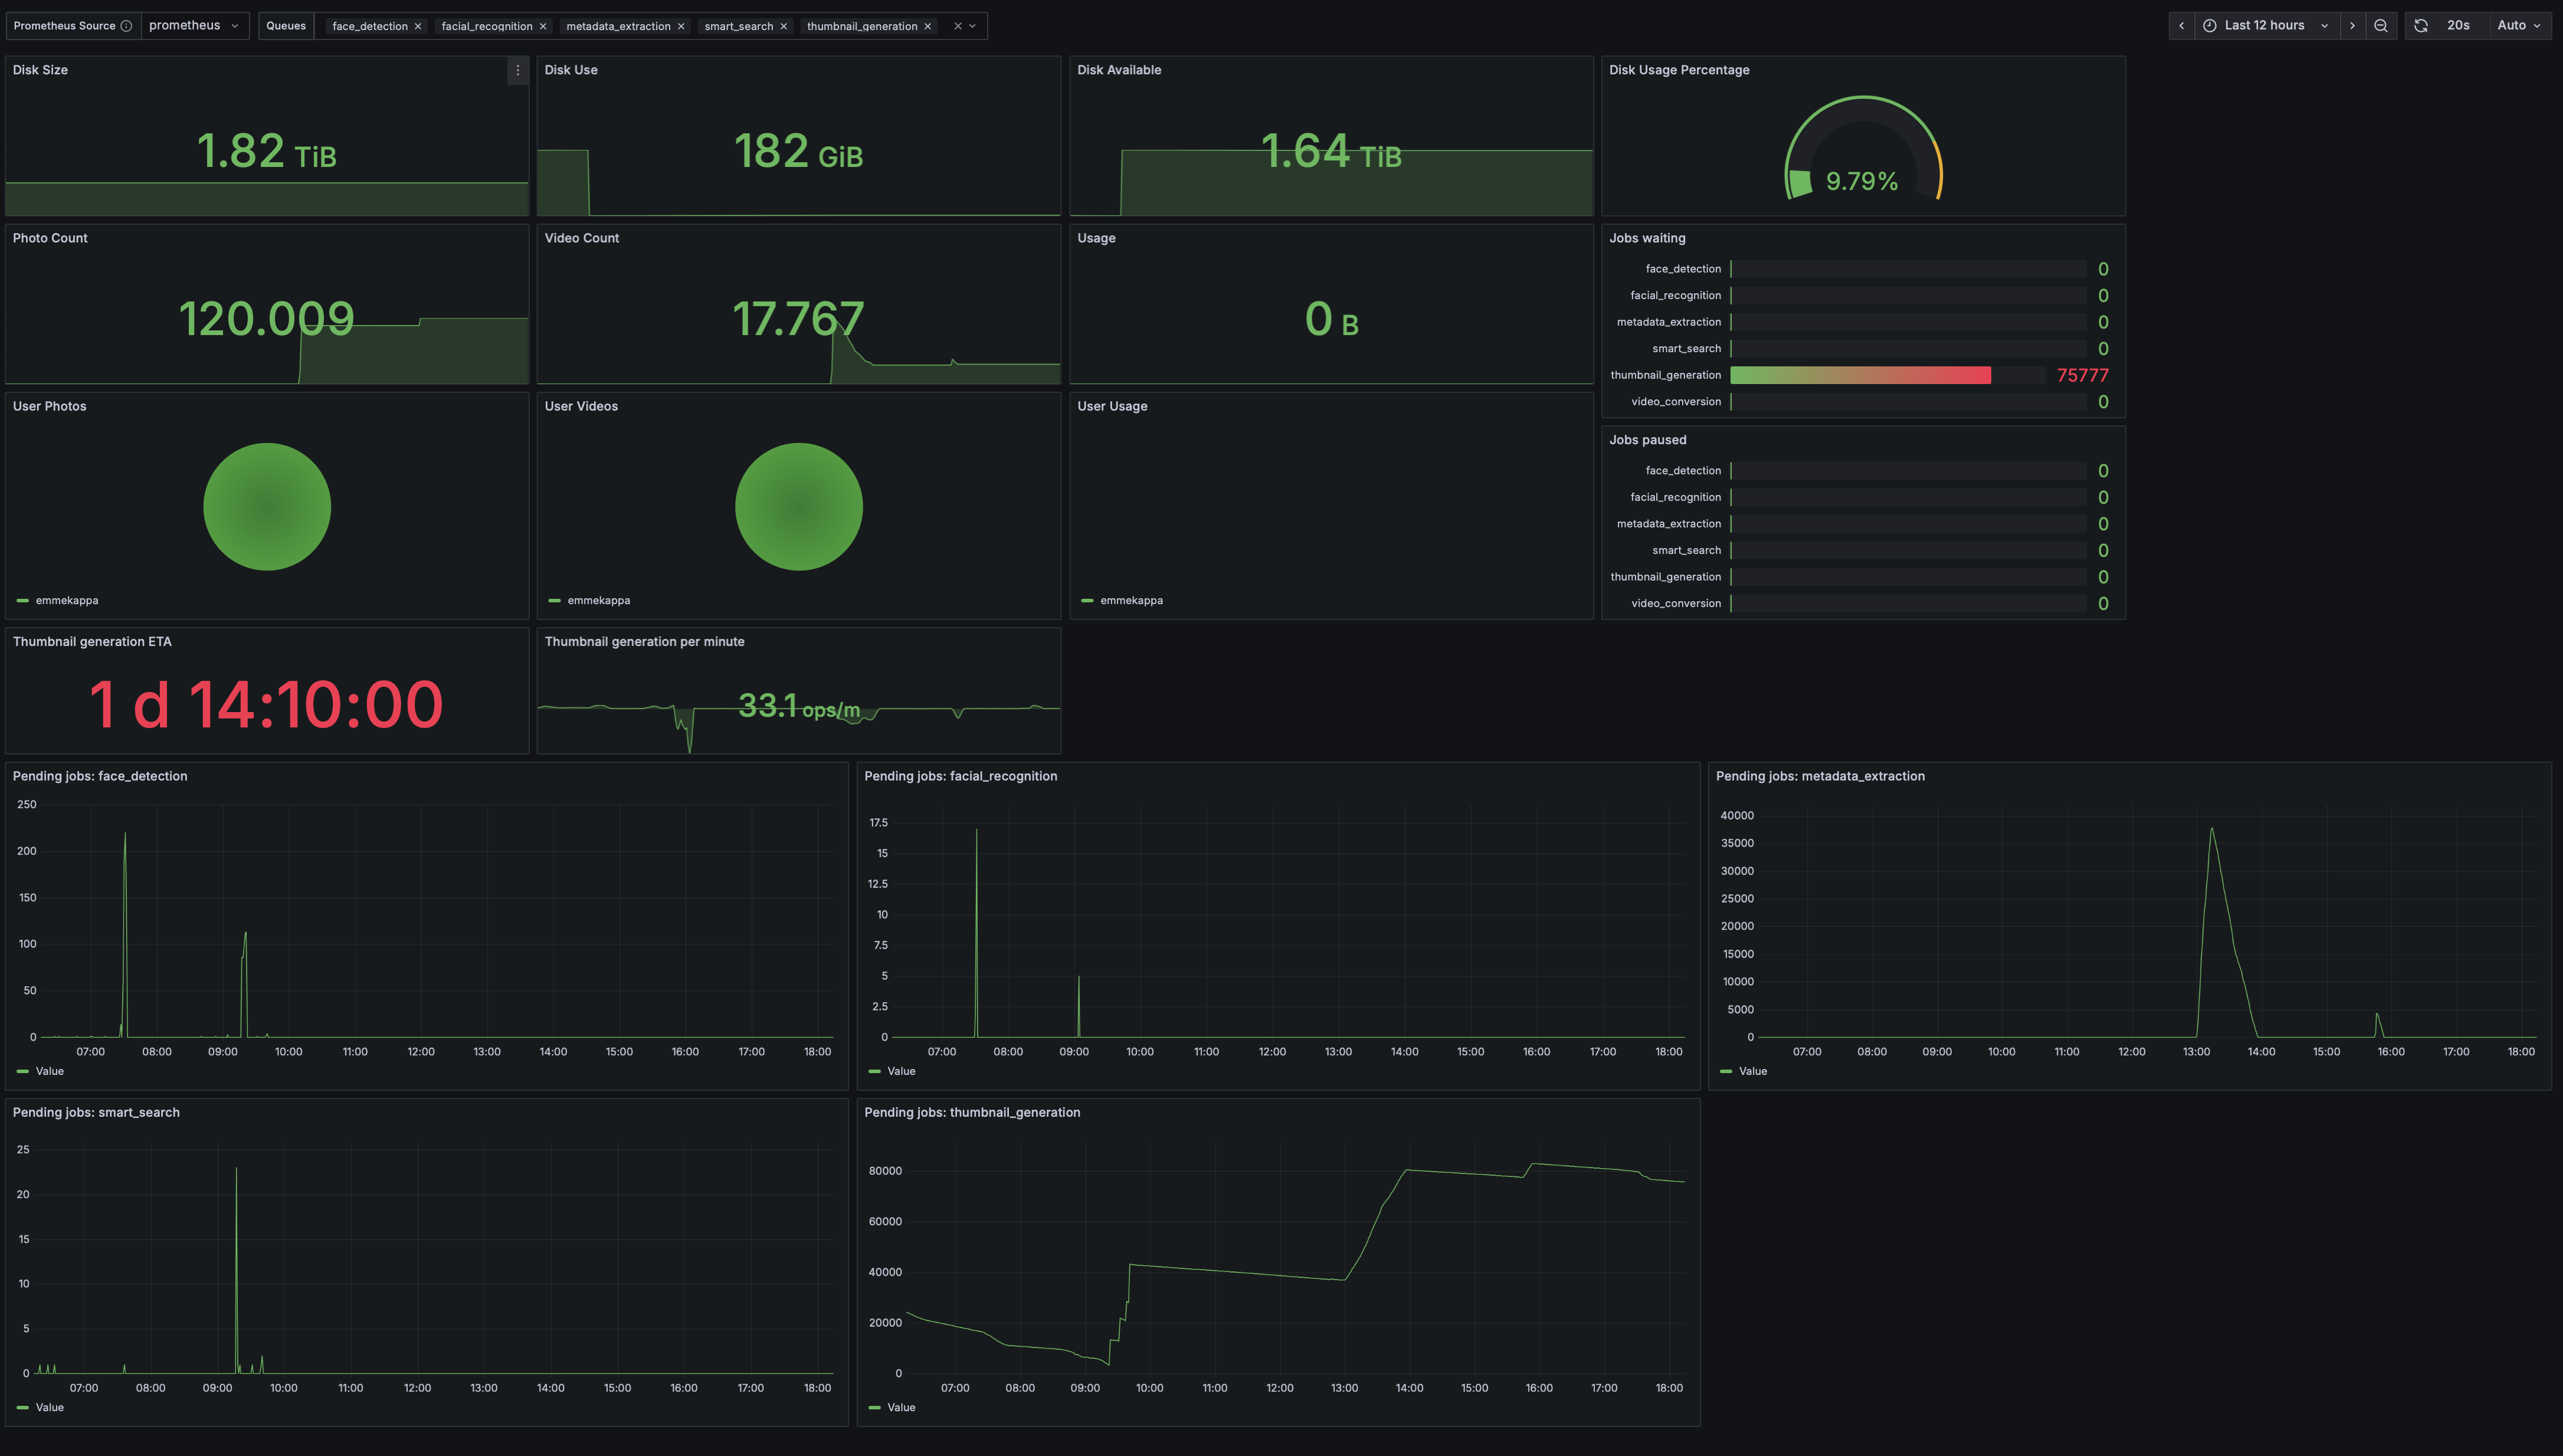 Prometheus Source prometheus Queues face_detection facial_recognition metadata_extraction smart_search thumbnail_generation Last 12 hours 20s Auto
Disk Size
1.82 TiB
Disk Use
182 GiB
Disk Available
1.64 TiB
Disk Usage Percentage
9.79%
Photo Count
120.009
Video Count
17.767
Usage
0 B
Jobs waiting
face_detection 0
facial_recognition 0
metadata_extraction 0
smart_search 0
thumbnail_generation 75777
video_conversion 0
User Photos
emmekappa
User Videos
emmekappa
User Usage
emmekappa
Jobs paused
face_detection 0
facial_recognition 0
metadata_extraction 0
smart_search 0
thumbnail_generation 0
video_conversion 0
Thumbnail generation ETA
1 d 14:10:00
Thumbnail generation per minute
33.1 ops/m
Pending jobs: face_detection
250
200
150
100
50
0
07:00 08:00 09:00 10:00 11:00 12:00 13:00 14:00 15:00 16:00 17:00 18:00
Value
Pending jobs: facial_recognition
17.5
15
12.5
10
7.5
5
2.5
0
07:00 08:00 09:00 10:00 11:00 12:00 13:00 14:00 15:00 16:00 17:00 18:00
Value
Pending jobs: metadata_extraction
40000
35000
30000
25000
20000
15000
10000
5000
0
07:00 08:00 09:00 10:00 11:00 12:00 13:00 14:00 15:00 16:00 17:00 18:00
Value
Pending jobs: smart_search
25
20
15
10
5
0
07:00 08:00 09:00 10:00 11:00 12:00 13:00 14:00 15:00 16:00 17:00 18:00
Value
Pending jobs: thumbnail_generation
80000
60000
40000
20000
0
07:00 08:00 09:00 10:00 11:00 12:00 13:00 14:00 15:00 16:00 17:00 18:00
Value